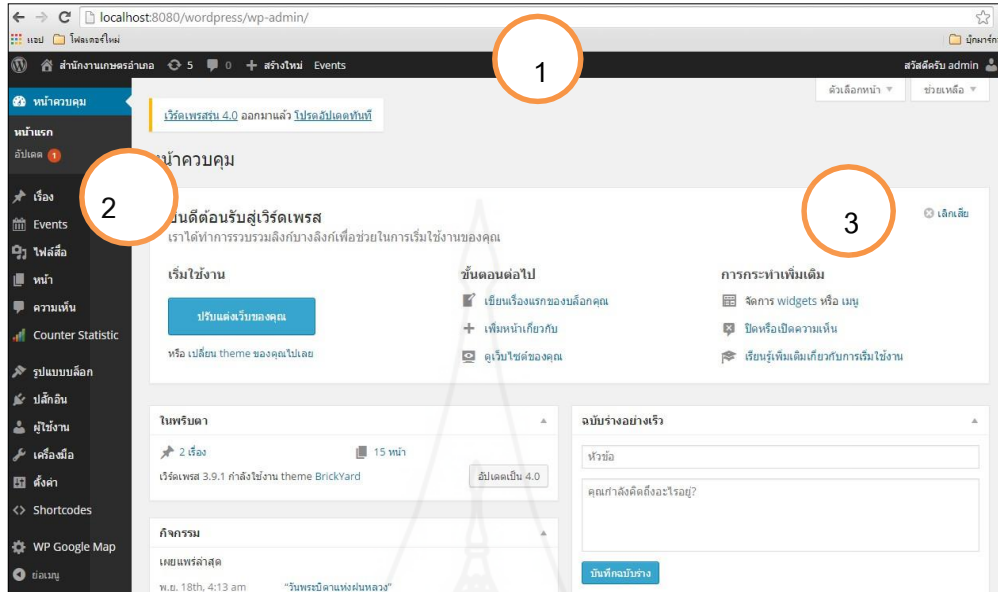 localhost:8080/wordpress/wp-admin/
แอป โฟลเดอร์ใหม่ บุ๊กมาร์ก
สำนักงานเกษตรอำเภอ 5 0 + สร้างใหม่ Events สวัสดีครับ admin
1
ตัวเลือกหน้า ช่วยเหลือ
หน้าควบคุม
หน้าแรก
อัปเดต 1
เรื่อง
Events
ไฟล์สื่อ
หน้า
ความเห็น
Counter Statistic
รูปแบบบล็อก
ปลั๊กอิน
ผู้ใช้งาน
เครื่องมือ
ตั้งค่า
Shortcodes
WP Google Map
ย่อเมนู
2
เวิร์ดเพรสรุ่น 4.0 ออกมาแล้ว โปรดอัปเดตทันที
หน้าควบคุม
3
ยินดีต้อนรับสู่เวิร์ดเพรส
เลิกเสีย
เราได้ทำการรวบรวมลิงก์บางลิงก์เพื่อช่วยในการเริ่มใช้งานของคุณ
เริ่มใช้งาน
ปรับแต่งเว็บของคุณ
หรือ เปลี่ยน theme ของคุณไปเลย
ขั้นตอนต่อไป
เขียนเรื่องแรกของบล็อกคุณ
เพิ่มหน้าเกี่ยวกับ
ดูเว็บไซต์ของคุณ
การกระทำเพิ่มเติม
จัดการ widgets หรือ เมนู
ปิดหรือเปิดความเห็น
เรียนรู้เพิ่มเติมเกี่ยวกับการเริ่มใช้งาน
ในพริบตา
2 เรื่อง 15 หน้า
เวิร์ดเพรส 3.9.1 กำลังใช้งาน theme BrickYard อัปเดตเป็น 4.0
กิจกรรม
เผยแพร่ล่าสุด
พ.ย. 18th, 4:13 am "วันพระบิดาแห่งฝนหลวง"
ฉบับร่างอย่างเร็ว
หัวข้อ
คุณกำลังคิดถึงอะไรอยู่?
บันทึกฉบับร่าง